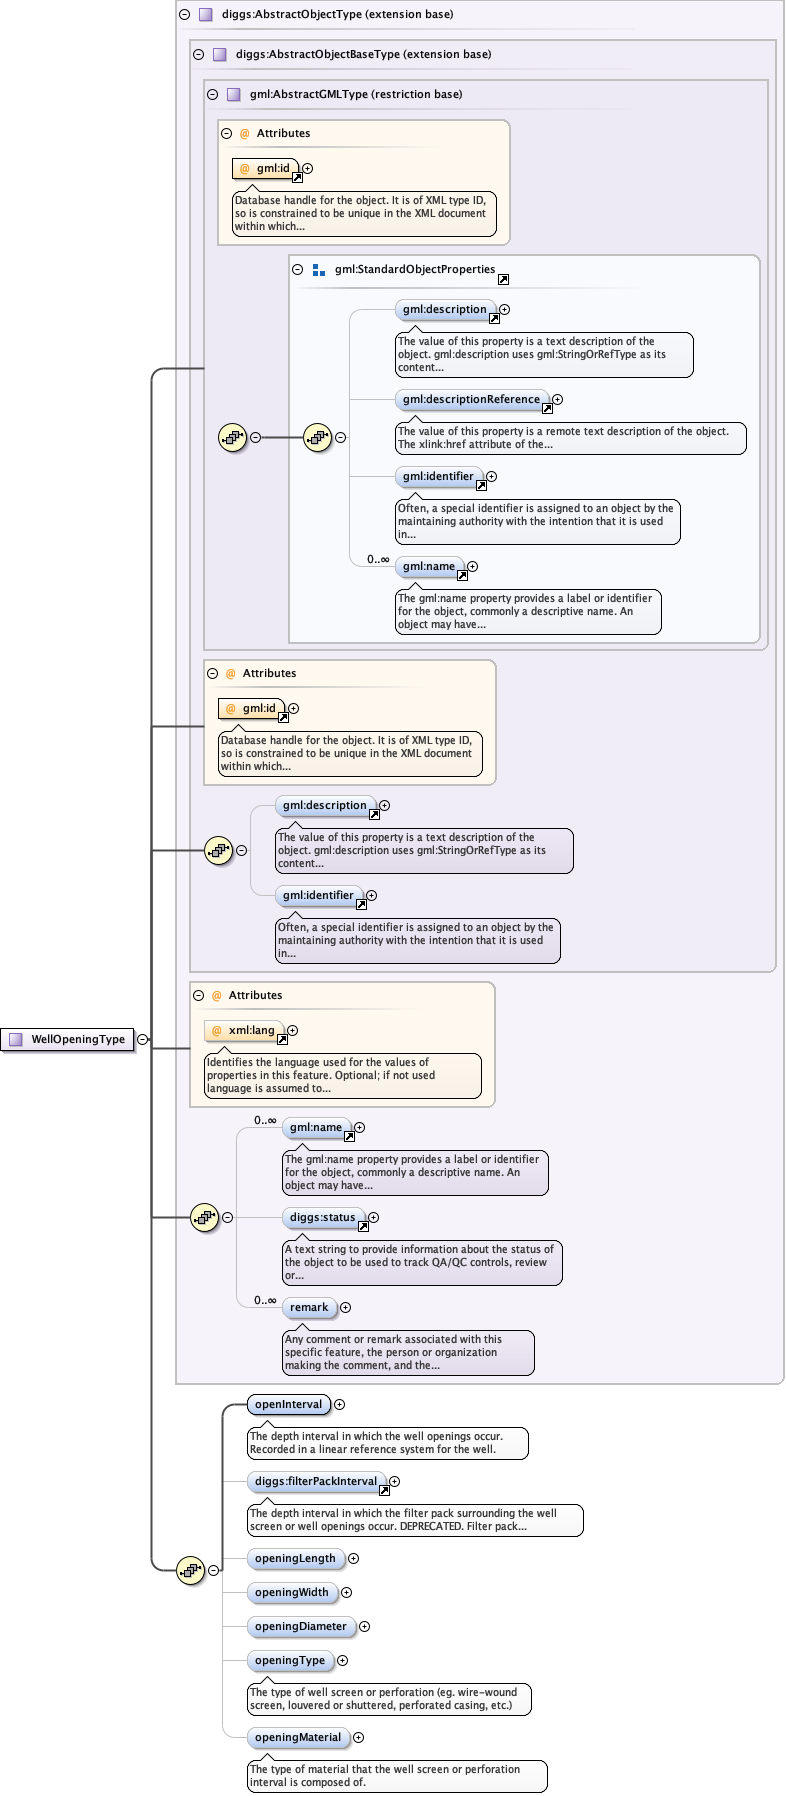 diggs:AbstractObjectType (extension base)
diggs:AbstractObjectBaseType (extension base)
gml:AbstractGMLType (restriction base)
@ Attributes
@ gml:id
Database handle for the object. It is of XML type ID,
so is constrained to be unique in the XML document
within which...
gml:StandardObjectProperties
gml:description
The value of this property is a text description of the
object. gml:description uses gml:StringOrRefType as its
content...
gml:descriptionReference
The value of this property is a remote text description of the object.
The xlink:href attribute of the...
gml:identifier
Often, a special identifier is assigned to an object by the
maintaining authority with the intention that it is used
in...
0..∞
gml:name
The gml:name property provides a label or identifier
for the object, commonly a descriptive name. An
object may have...
@ Attributes
@ gml:id
Database handle for the object. It is of XML type ID,
so is constrained to be unique in the XML document
within which...
gml:description
The value of this property is a text description of the
object. gml:description uses gml:StringOrRefType as its
content...
gml:identifier
Often, a special identifier is assigned to an object by the
maintaining authority with the intention that it is used
in...
@ Attributes
@ xml:lang
WellOpeningType
Identifies the language used for the values of
properties in this feature. Optional; if not used
language is assumed to...
0..∞
gml:name
The gml:name property provides a label or identifier
for the object, commonly a descriptive name. An
object may have...
diggs:status
A text string to provide information about the status of
the object to be used to track QA/QC controls, review
or...
0..∞
remark
Any comment or remark associated with this
specific feature, the person or organization
making the comment, and the...
openInterval
The depth interval in which the well openings occur.
Recorded in a linear reference system for the well.
diggs:filterPackInterval
The depth interval in which the filter pack surrounding the well
screen or well openings occur. DEPRECATED. Filter pack...
openingLength
openingWidth
openingDiameter
openingType
The type of well screen or perforation (eg. wire-wound
screen, louvered or shuttered, perforated casing, etc.)
openingMaterial
The type of material that the well screen or perforation
interval is composed of.